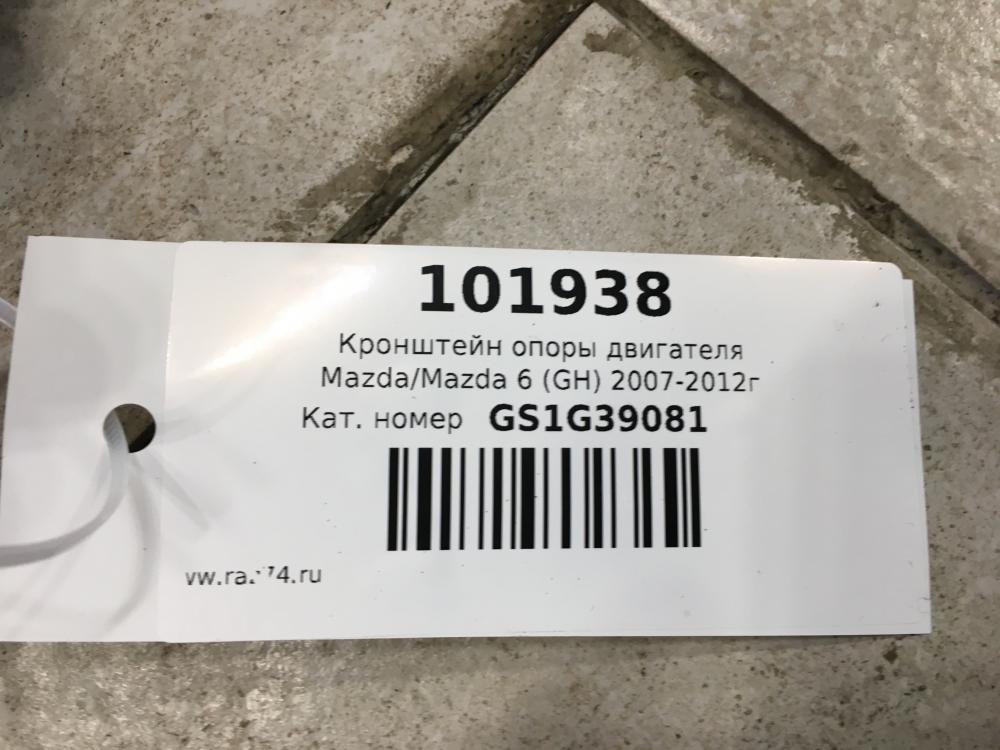 101938
Кронштейн опоры двигателя
Mazda/Mazda 6 (GH) 2007-2012г
Кат. номер GS1G39081